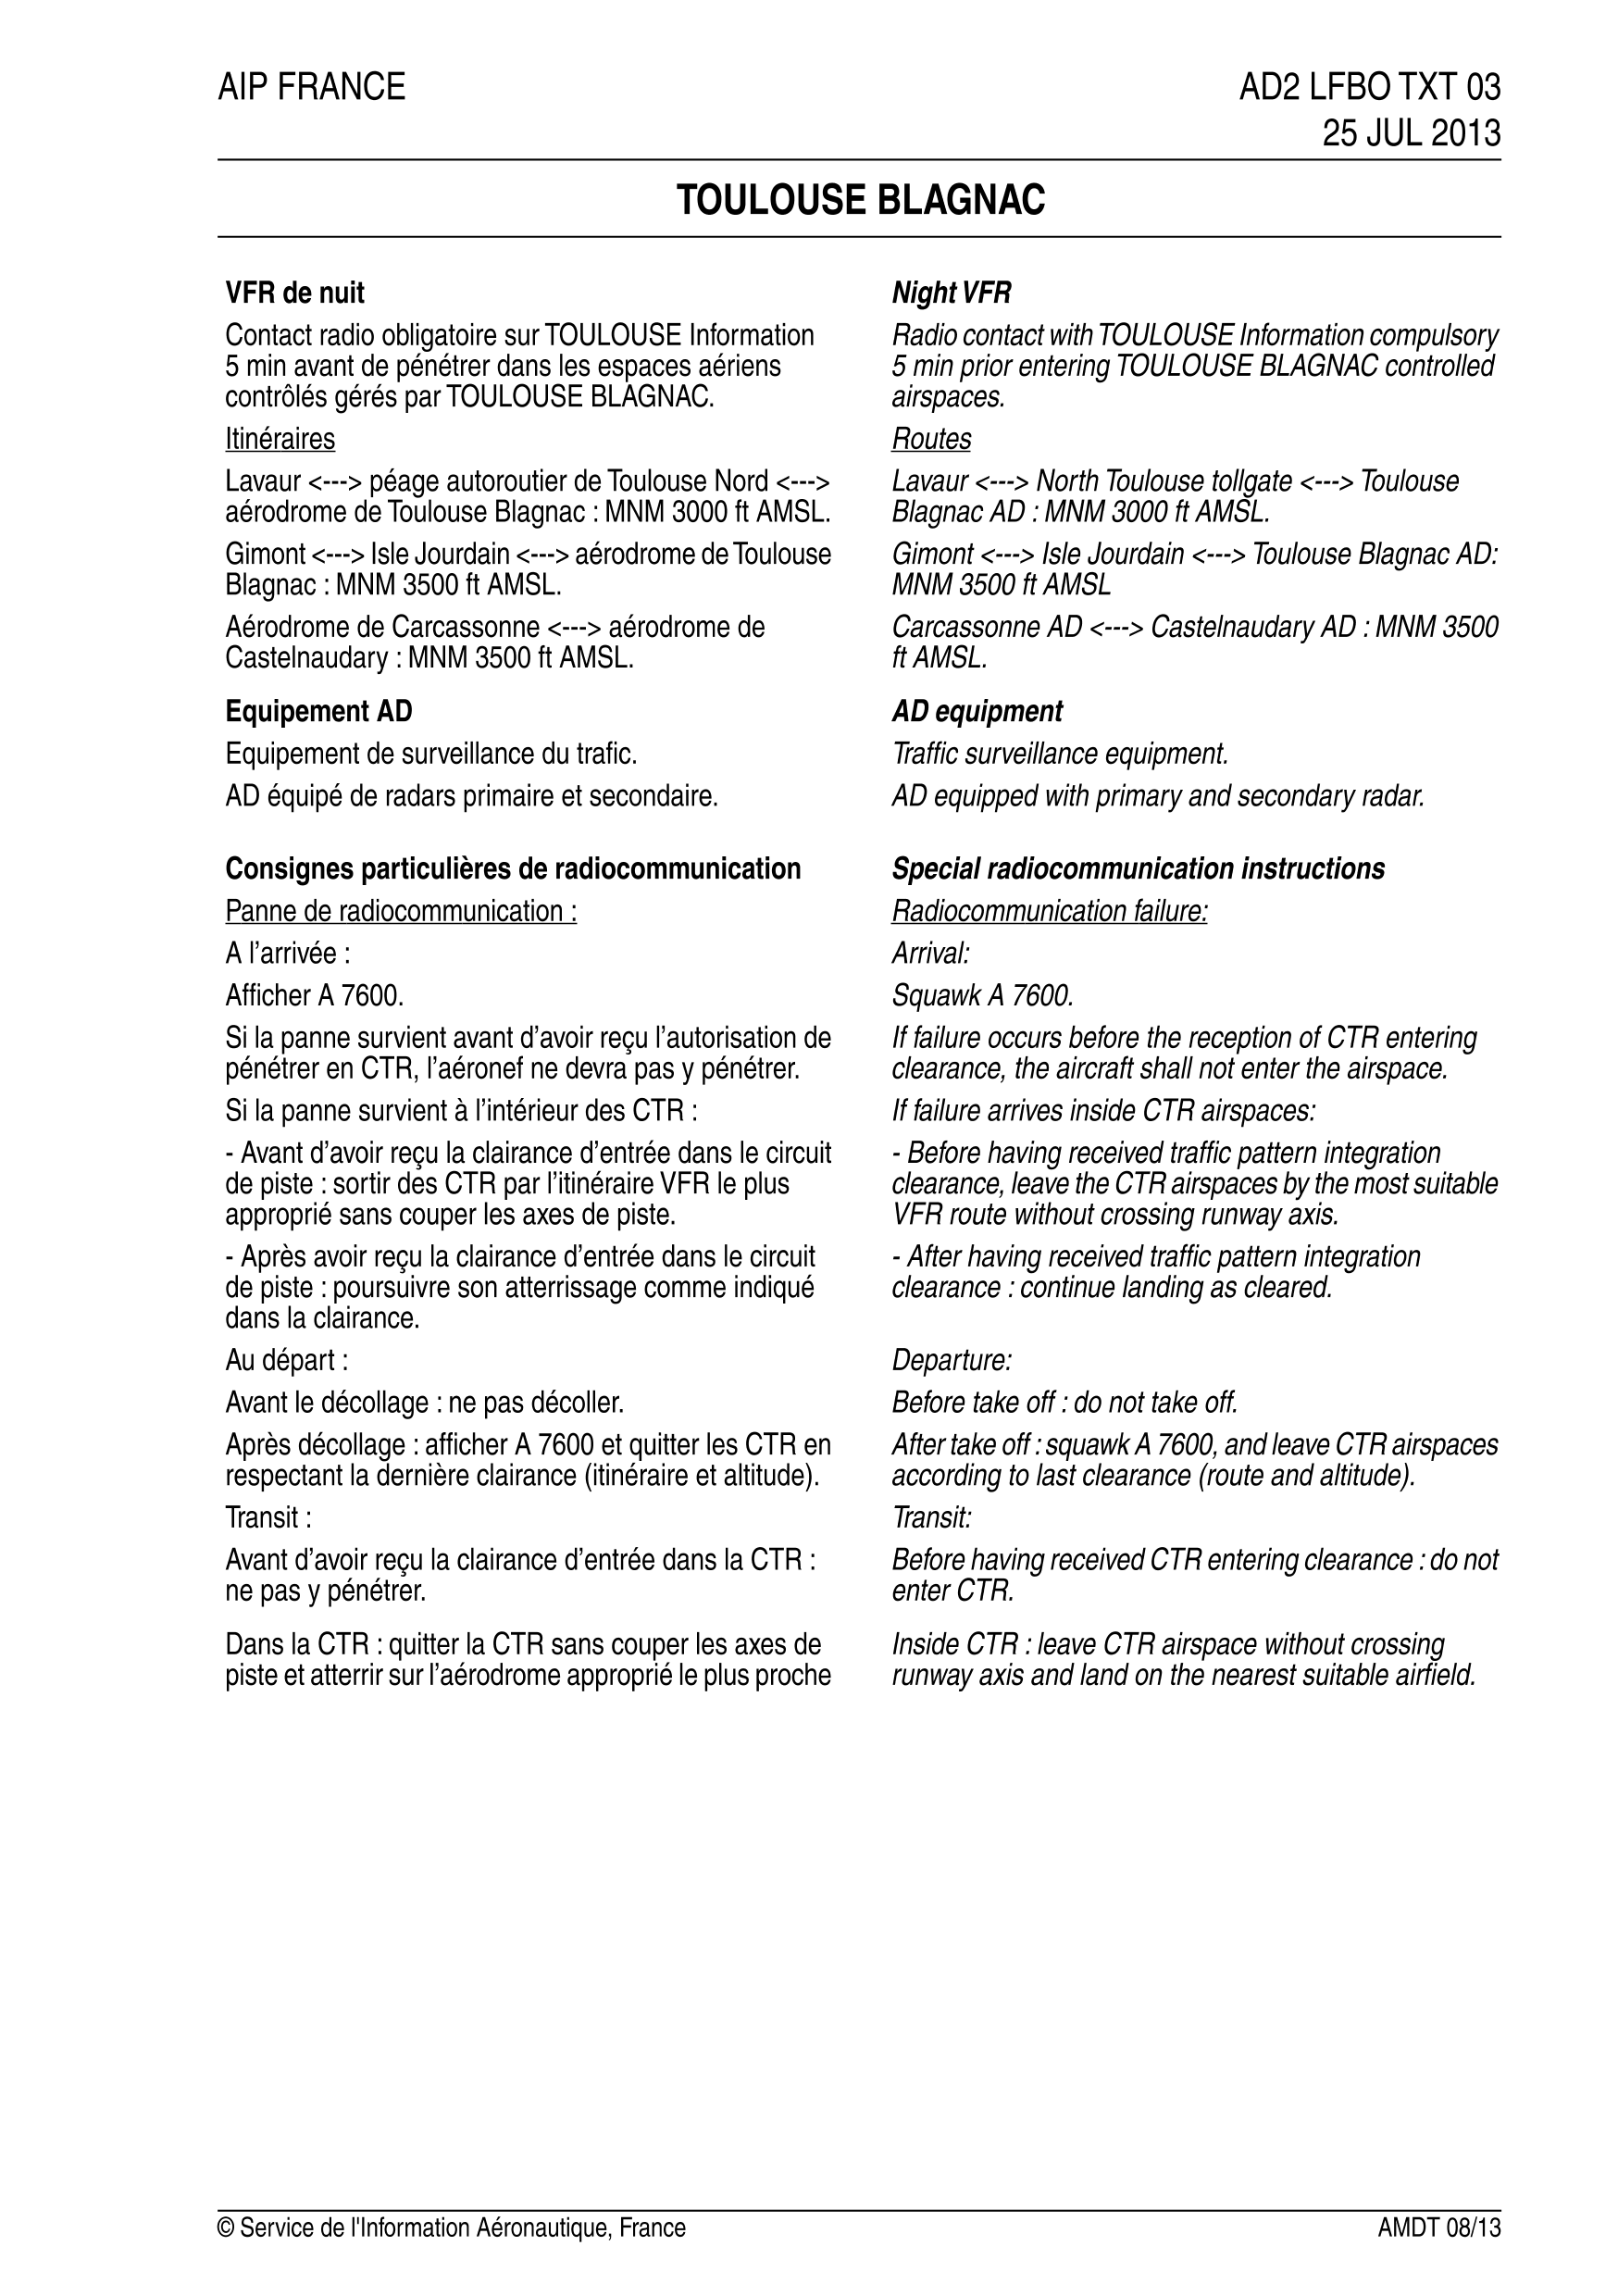 AIP FRANCE
AD2 LFBO TXT 03
25 JUL 2013
TOULOUSE BLAGNAC
VFR de nuit
Contact radio obligatoire sur TOULOUSE Information
5 min avant de pénétrer dans les espaces aériens
contrôlés gérés par TOULOUSE BLAGNAC.
Itinéraires
Lavaur <---> péage autoroutier de Toulouse Nord <--->
aérodrome de Toulouse Blagnac : MNM 3000 ft AMSL.
Gimont <---> Isle Jourdain <---> aérodrome de Toulouse
Blagnac : MNM 3500 ft AMSL.
Aérodrome de Carcassonne <---> aérodrome de
Castelnaudary : MNM 3500 ft AMSL.
Equipement AD
Equipement de surveillance du trafic.
AD équipé de radars primaire et secondaire.
Consignes particulières de radiocommunication
Panne de radiocommunication :
A l’arrivée :
Afficher A 7600.
Si la panne survient avant d’avoir reçu l’autorisation de
pénétrer en CTR, l’aéronef ne devra pas y pénétrer.
Si la panne survient à l’intérieur des CTR :
- Avant d’avoir reçu la clairance d’entrée dans le circuit
de piste : sortir des CTR par l’itinéraire VFR le plus
approprié sans couper les axes de piste.
- Après avoir reçu la clairance d’entrée dans le circuit
de piste : poursuivre son atterrissage comme indiqué
dans la clairance.
Au départ :
Avant le décollage : ne pas décoller.
Après décollage : afficher A 7600 et quitter les CTR en
respectant la dernière clairance (itinéraire et altitude).
Transit :
Avant d’avoir reçu la clairance d’entrée dans la CTR :
ne pas y pénétrer.
Dans la CTR : quitter la CTR sans couper les axes de
piste et atterrir sur l’aérodrome approprié le plus proche
Night VFR
Radio contact with TOULOUSE Information compulsory
5 min prior entering TOULOUSE BLAGNAC controlled
airspaces.
Routes
Lavaur <---> North Toulouse tollgate <---> Toulouse
Blagnac AD : MNM 3000 ft AMSL.
Gimont <---> Isle Jourdain <---> Toulouse Blagnac AD:
MNM 3500 ft AMSL
Carcassonne AD <---> Castelnaudary AD : MNM 3500
ft AMSL.
AD equipment
Traffic surveillance equipment.
AD equipped with primary and secondary radar.
Special radiocommunication instructions
Radiocommunication failure:
Arrival:
Squawk A 7600.
If failure occurs before the reception of CTR entering
clearance, the aircraft shall not enter the airspace.
If failure arrives inside CTR airspaces:
- Before having received traffic pattern integration
clearance, leave the CTR airspaces by the most suitable
VFR route without crossing runway axis.
- After having received traffic pattern integration
clearance : continue landing as cleared.
Departure:
Before take off : do not take off.
After take off : squawk A 7600, and leave CTR airspaces
according to last clearance (route and altitude).
Transit:
Before having received CTR entering clearance : do not
enter CTR.
Inside CTR : leave CTR airspace without crossing
runway axis and land on the nearest suitable airfield.
© Service de l'Information Aéronautique, France
AMDT 08/13